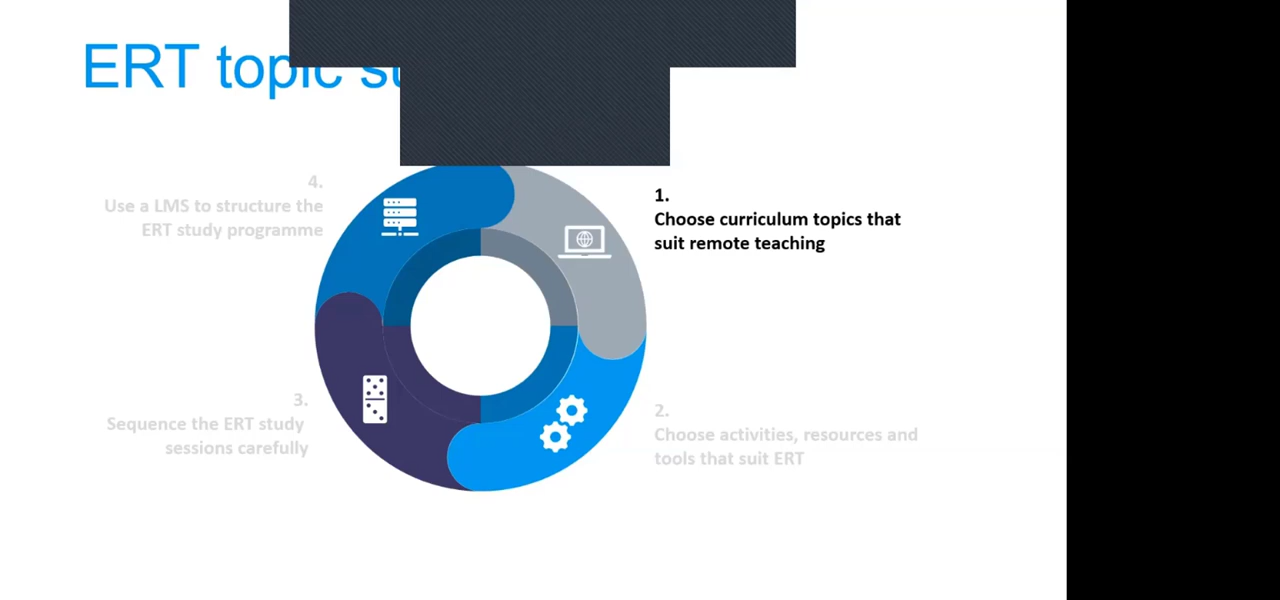 ERT topic
1.
Choose curriculum topics that
suit remote teaching
2.
Choose activities, resources and
tools that suit ERT
3.
Sequence the ERT study
sessions carefully
4.
Use a LMS to structure the
ERT study programme